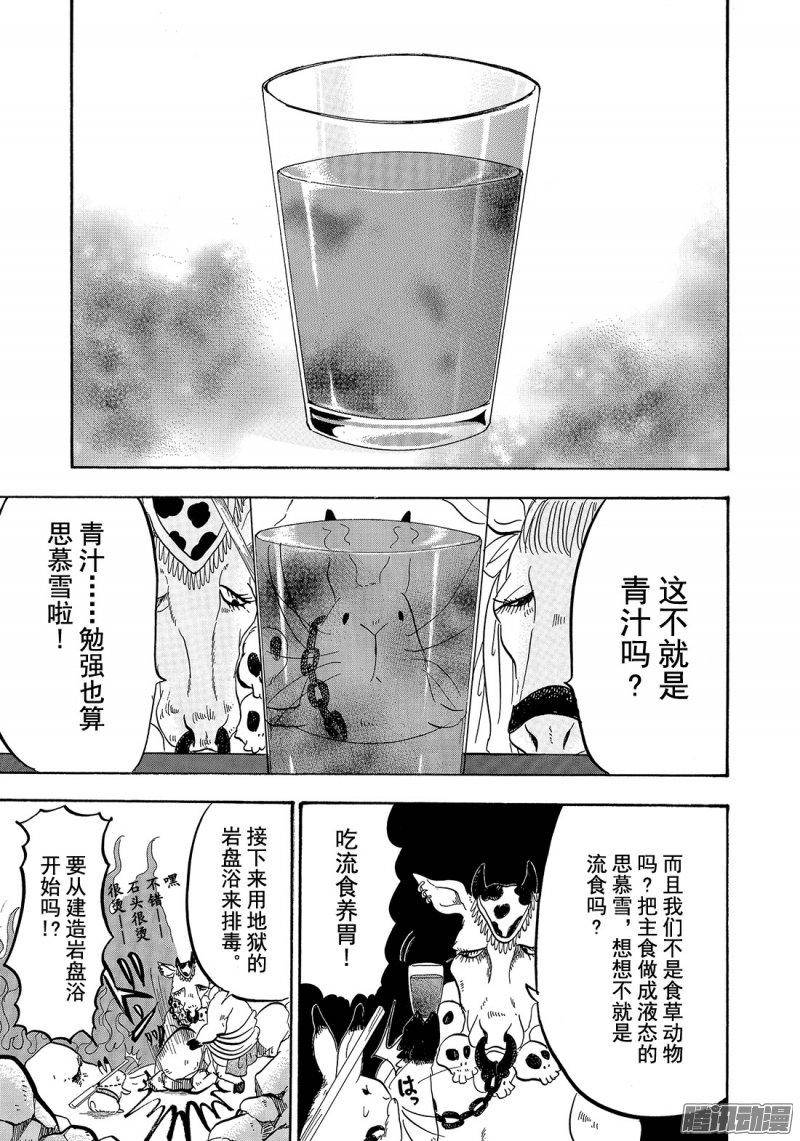 这不就是
青汁吗？
青汁……勉强也算
思慕雪啦！
而且我们不是食草动物
吗？把主食做成液态的
思慕雪，想想不就是
流食吗？
吃流食养胃！
はっ
接下来用地狱的
岩盘浴来排毒。
嘿
不错——
石头很烫
很烫——
要从建造岩盘浴
开始吗！？
腾讯动漫